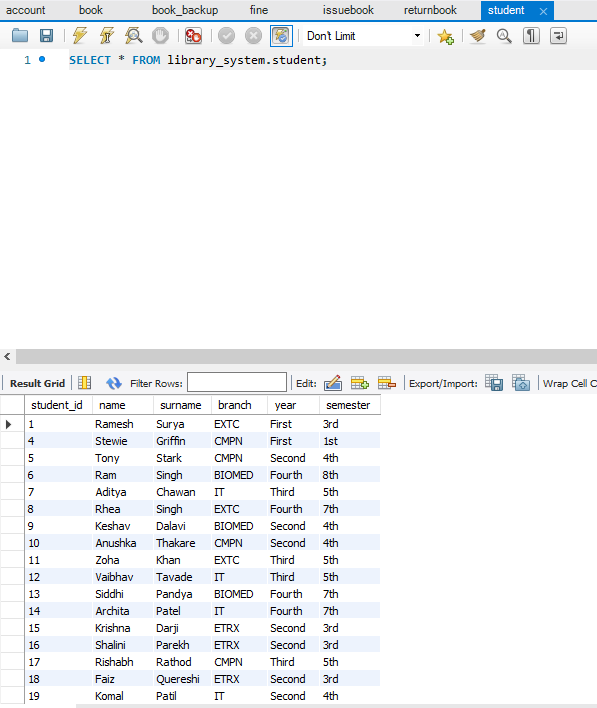 account book book_backup fine issuebook returnbook student
Don't Limit
1 SELECT * FROM library_system.student;
Result Grid Filter Rows: Edit: Export/Import: Wrap Cell C
student_id name surname branch year semester
1 Ramesh Surya EXTC First 3rd
4 Stewie Griffin CMPN First 1st
5 Tony Stark CMPN Second 4th
6 Ram Singh BIOMED Fourth 8th
7 Aditya Chawan IT Third 5th
8 Rhea Singh EXTC Fourth 7th
9 Keshav Dalavi BIOMED Second 4th
10 Anushka Thakare CMPN Second 4th
11 Zoha Khan EXTC Third 5th
12 Vaibhav Tavade IT Third 5th
13 Siddhi Pandya BIOMED Fourth 7th
14 Archita Patel IT Fourth 7th
15 Krishna Darji ETRX Second 3rd
16 Shalini Parekh ETRX Second 3rd
17 Rishabh Rathod CMPN Third 5th
18 Faiz Quereshi ETRX Second 3rd
19 Komal Patil IT Second 4th